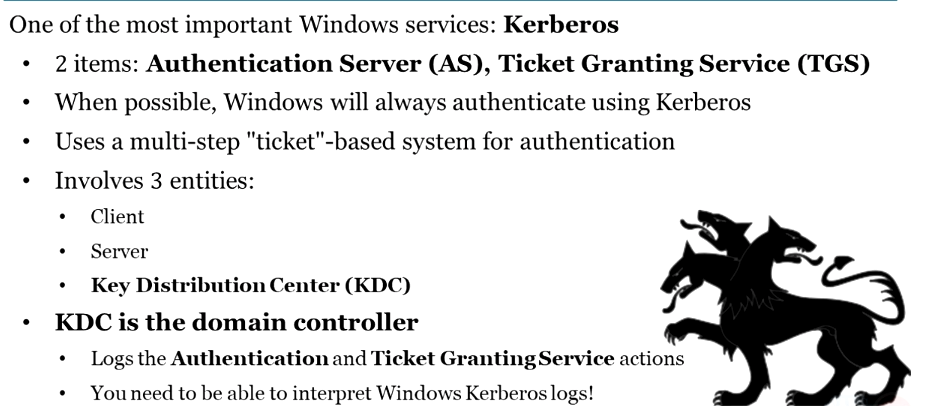 One of the most important Windows services: Kerberos
• 2 items: Authentication Server (AS), Ticket Granting Service (TGS)
• When possible, Windows will always authenticate using Kerberos
• Uses a multi-step "ticket"-based system for authentication
• Involves 3 entities:
• Client
• Server
• Key Distribution Center (KDC)
• KDC is the domain controller
• Logs the Authentication and Ticket Granting Service actions
• You need to be able to interpret Windows Kerberos logs!